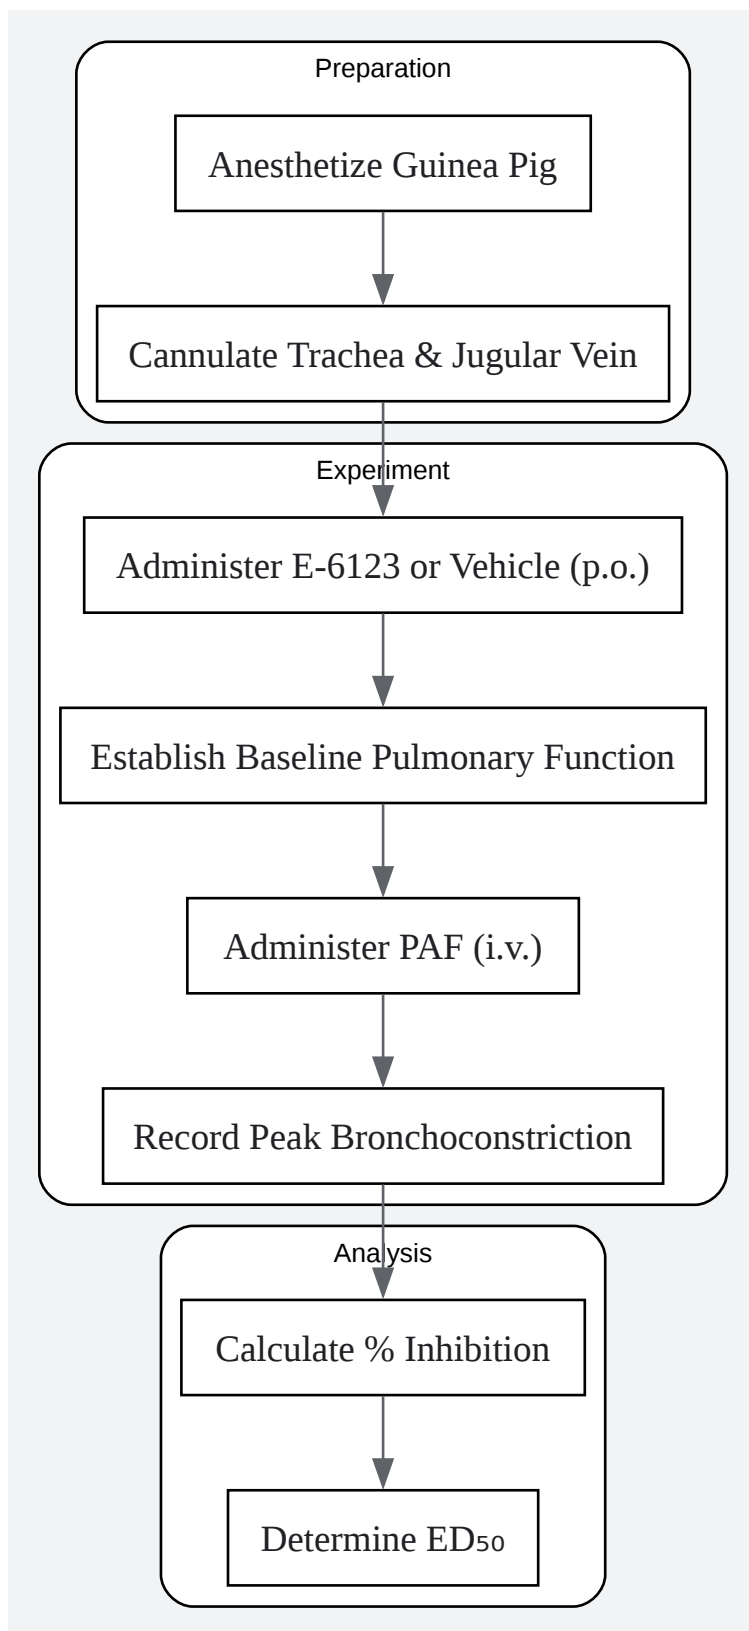 Preparation
Anesthetize Guinea Pig
Cannulate Trachea & Jugular Vein
Experiment
Administer E-6123 or Vehicle (p.o.)
Establish Baseline Pulmonary Function
Administer PAF (i.v.)
Record Peak Bronchoconstriction
Analysis
Calculate % Inhibition
Determine ED₅₀